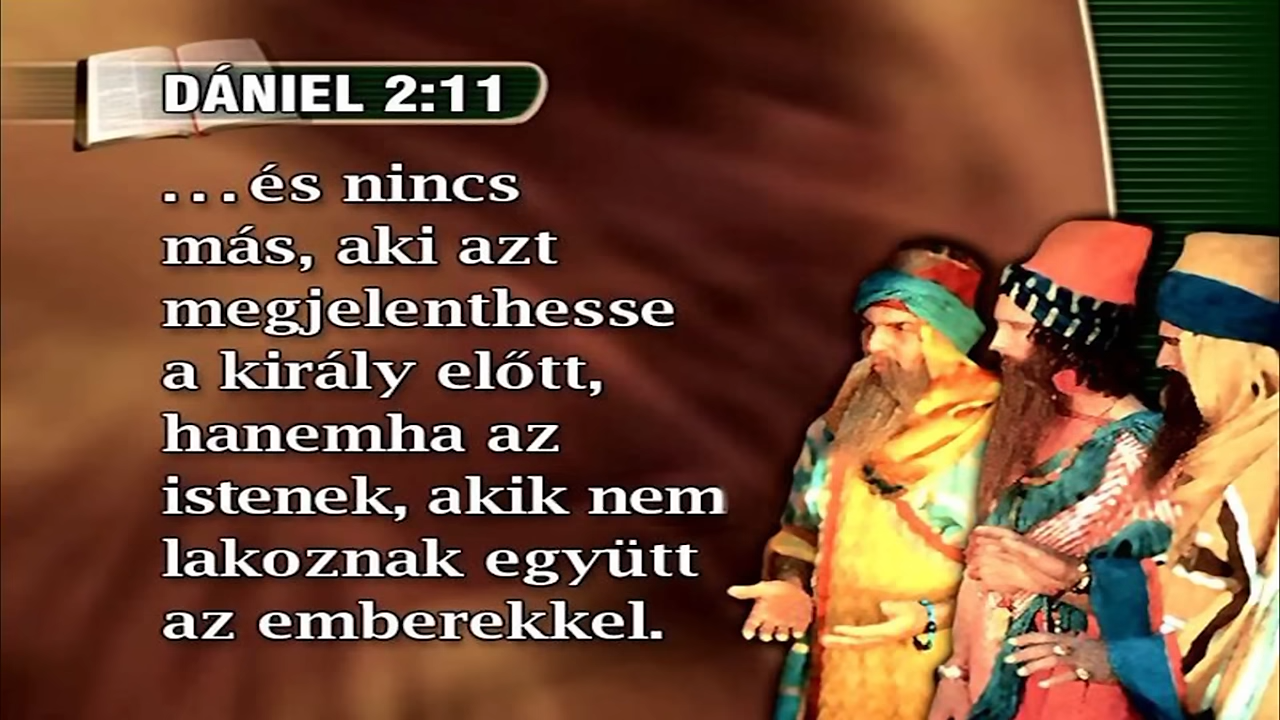 DÁNIEL 2:11
...és nincs
más, aki azt
megjelenthesse
a király előtt,
hanemha az
istenek, akik nem
lakoznak együtt
az emberekkel.